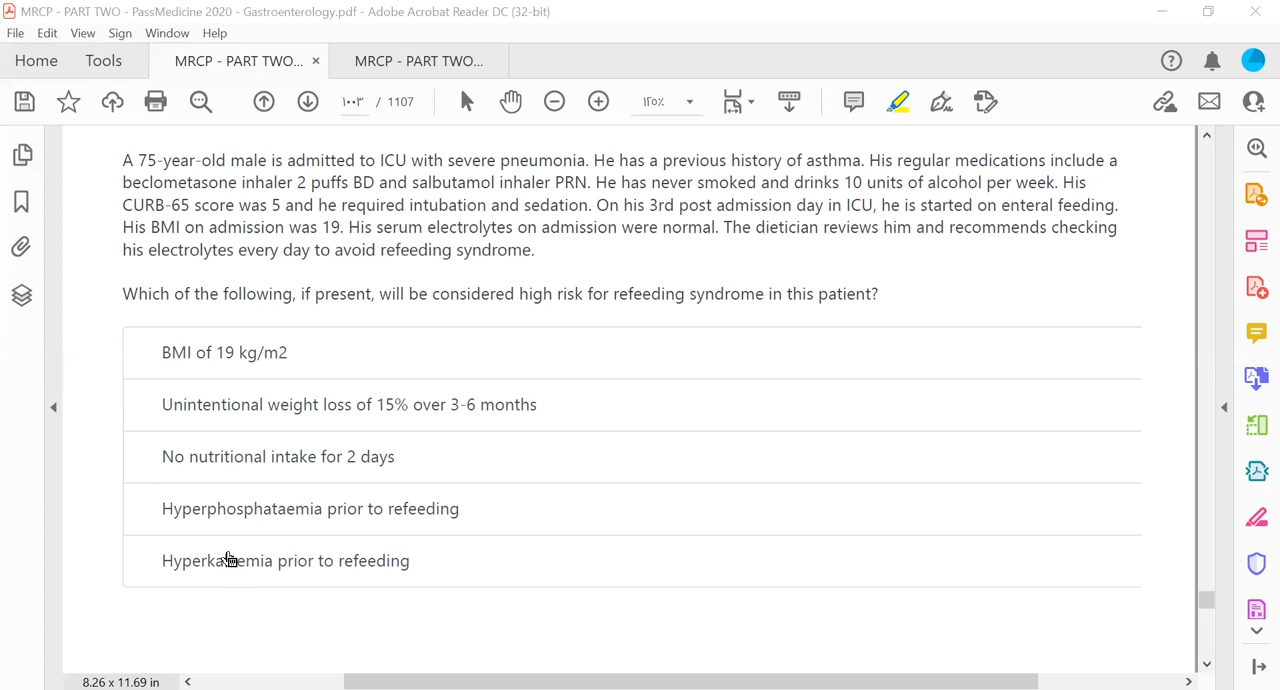 MRCP - PART TWO - PassMedicine 2020 - Gastroenterology.pdf - Adobe Acrobat Reader DC (32-bit)
File Edit View Sign Window Help
Home Tools MRCP - PART TWO... × MRCP - PART TWO...
١٠٠٣ / 1107 ١٢٥%
A 75-year-old male is admitted to ICU with severe pneumonia. He has a previous history of asthma. His regular medications include a
beclometasone inhaler 2 puffs BD and salbutamol inhaler PRN. He has never smoked and drinks 10 units of alcohol per week. His
CURB-65 score was 5 and he required intubation and sedation. On his 3rd post admission day in ICU, he is started on enteral feeding.
His BMI on admission was 19. His serum electrolytes on admission were normal. The dietician reviews him and recommends checking
his electrolytes every day to avoid refeeding syndrome.
Which of the following, if present, will be considered high risk for refeeding syndrome in this patient?
BMI of 19 kg/m2
Unintentional weight loss of 15% over 3-6 months
No nutritional intake for 2 days
Hyperphosphataemia prior to refeeding
Hyperkalaemia prior to refeeding
8.26 x 11.69 in